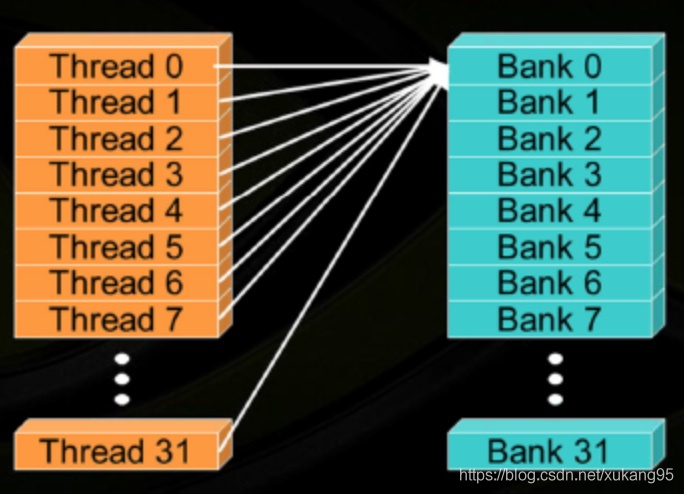 Thread 0
Thread 1
Thread 2
Thread 3
Thread 4
Thread 5
Thread 6
Thread 7
Thread 31
Bank 0
Bank 1
Bank 2
Bank 3
Bank 4
Bank 5
Bank 6
Bank 7
Bank 31
https://blog.csdn.net/xukang95